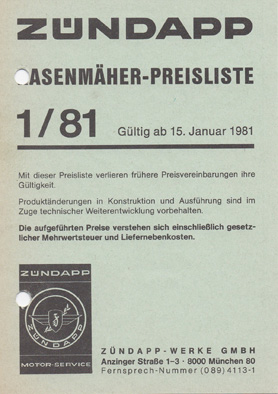 ZÜNDAPP
RASENMÄHER-PREISLISTE
1/81 Gültig ab 15. Januar 1981
Mit dieser Preisliste verlieren frühere Preisvereinbarungen ihre
Gültigkeit.
Produktänderungen in Konstruktion und Ausführung sind im
Zuge technischer Weiterentwicklung vorbehalten.
Die aufgeführten Preise verstehen sich einschließlich gesetz-
licher Mehrwertsteuer und Liefernebenkosten.
ZÜNDAPP
ZÜNDAPP
MOTOR-SERVICE
ZÜNDAPP-WERKE GMBH
Anzinger Straße 1-3 · 8000 München 80
Fernsprech-Nummer (089) 4113-1